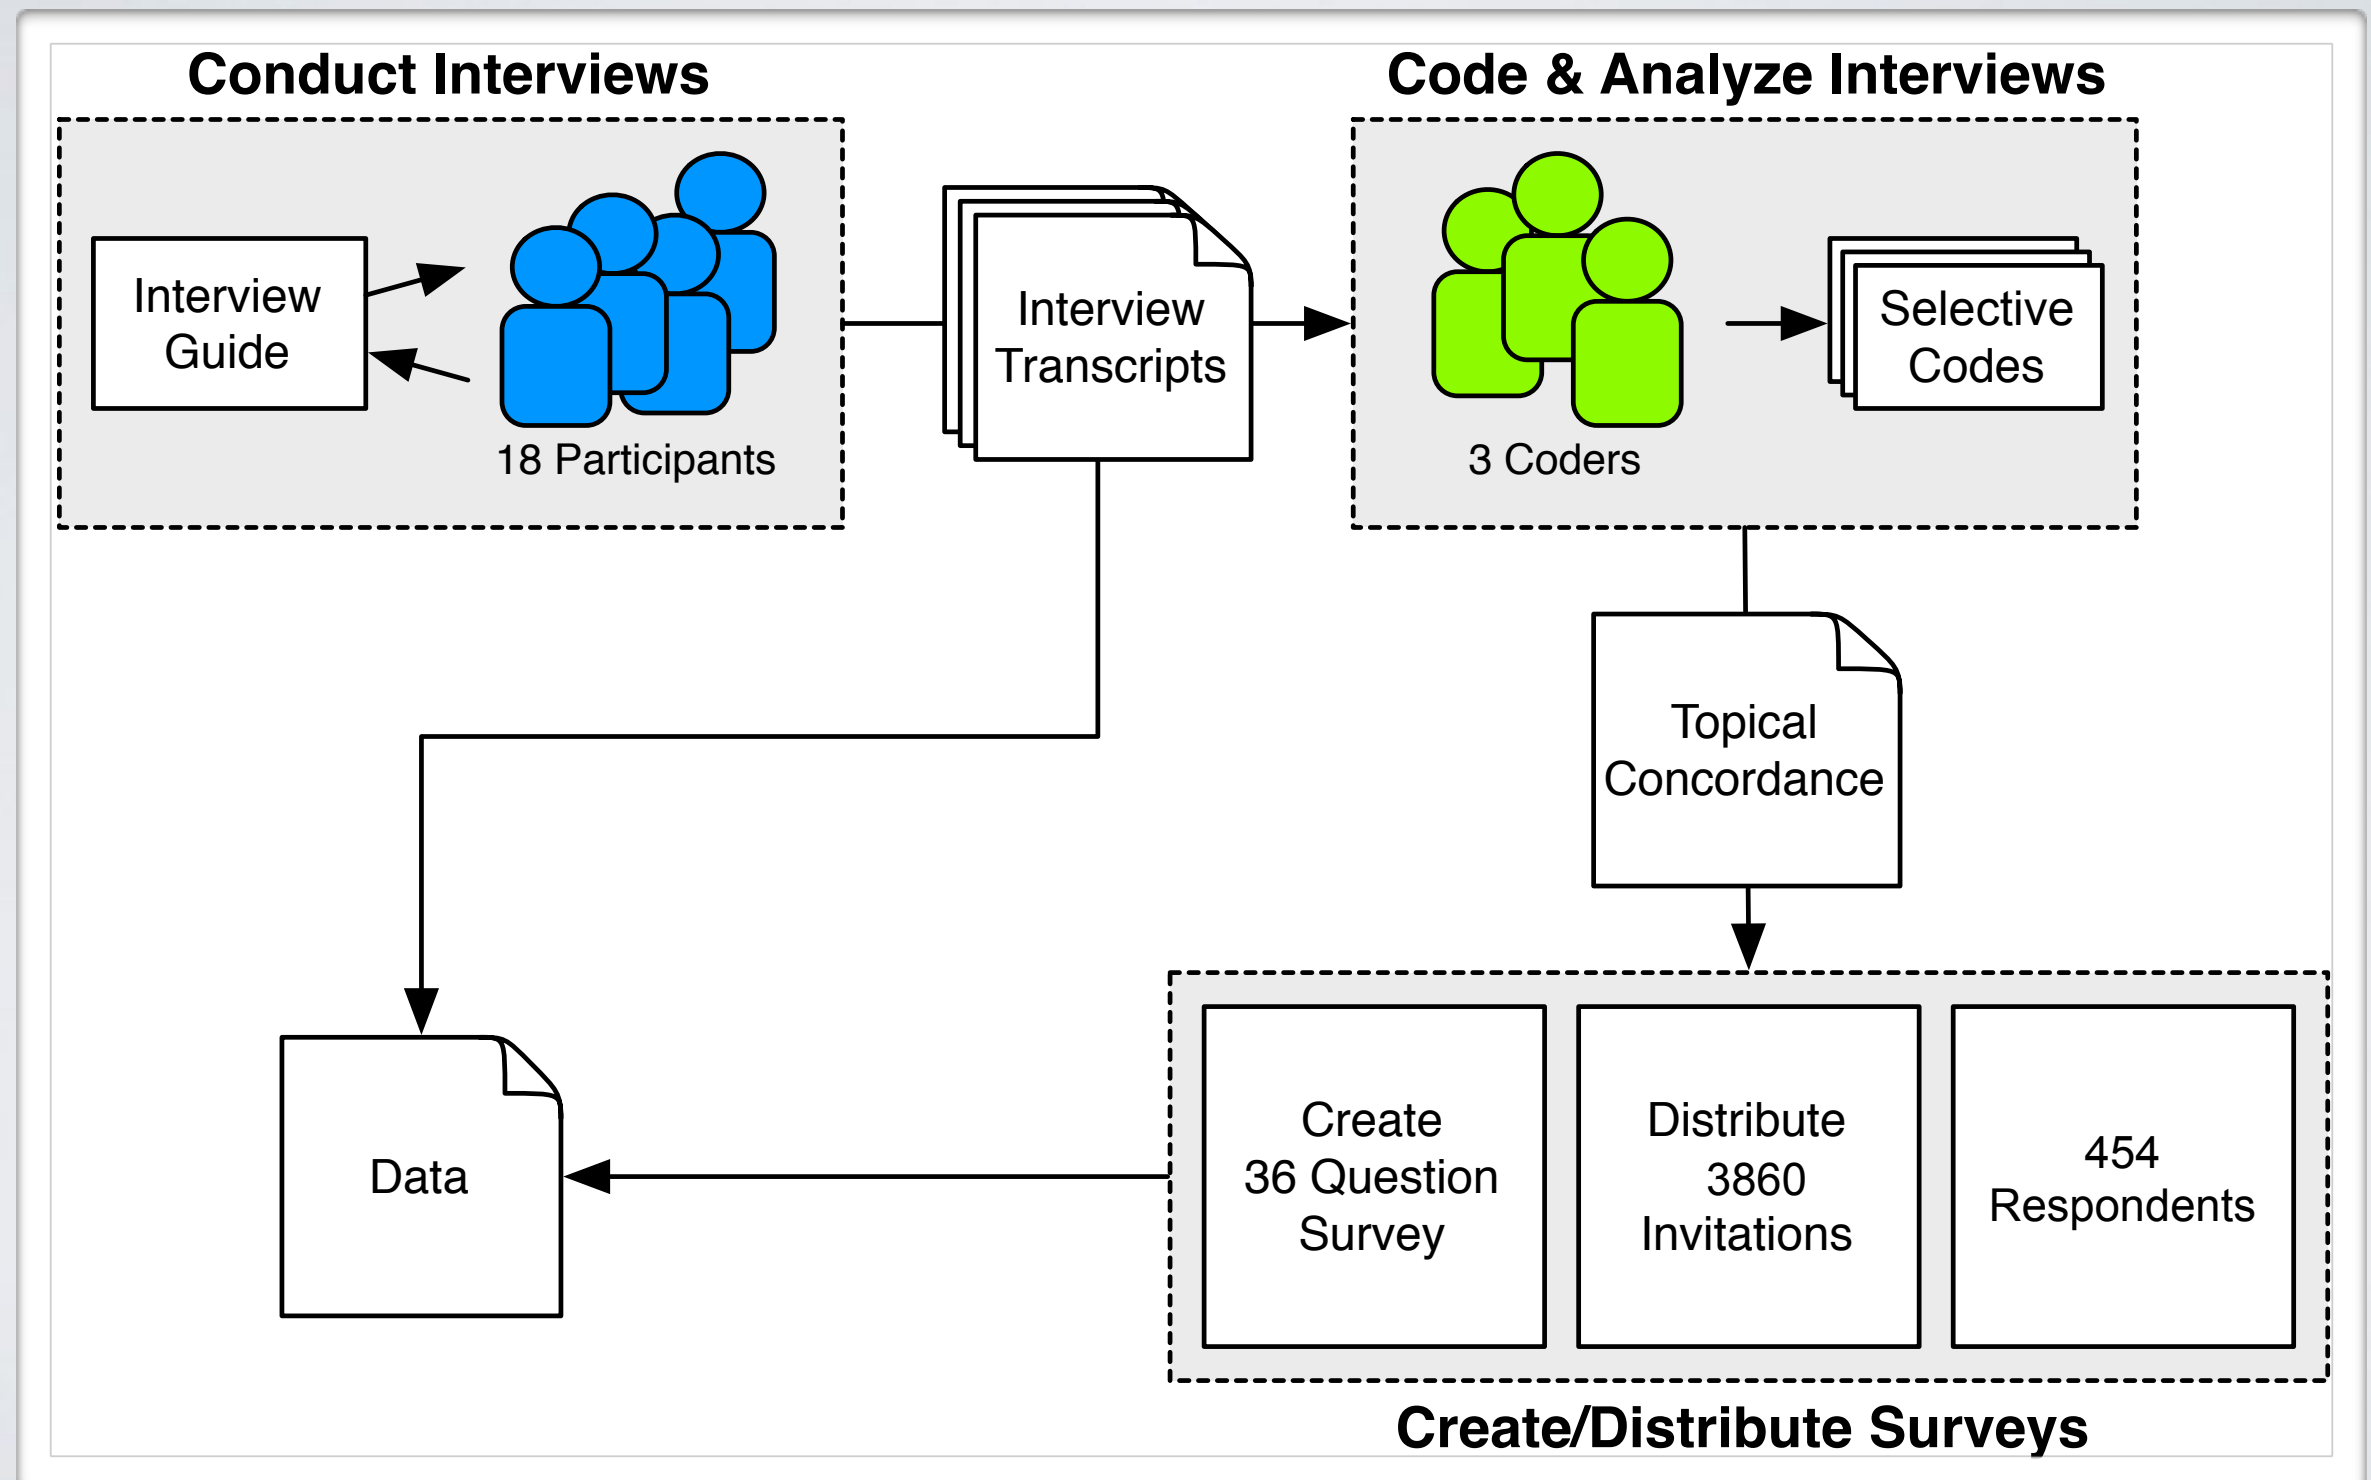 Conduct Interviews
Code & Analyze Interviews
Interview
Guide
18 Participants
Interview
Transcripts
3 Coders
Selective
Codes
Topical
Concordance
Data
Create
36 Question
Survey
Distribute
3860
Invitations
454
Respondents
Create/Distribute Surveys